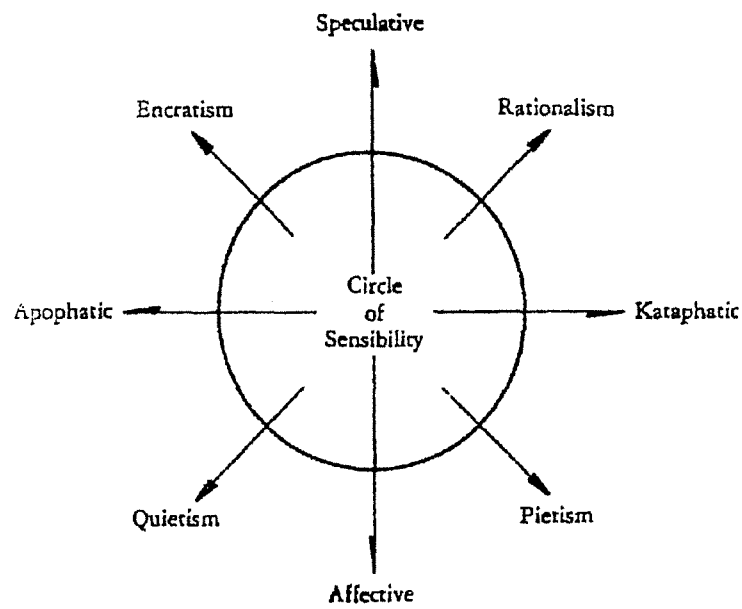 Speculative
Encratism
Rationalism
Circle
of
Sensibility
Apophatic
Kataphatic
Quietism
Pietism
Affective